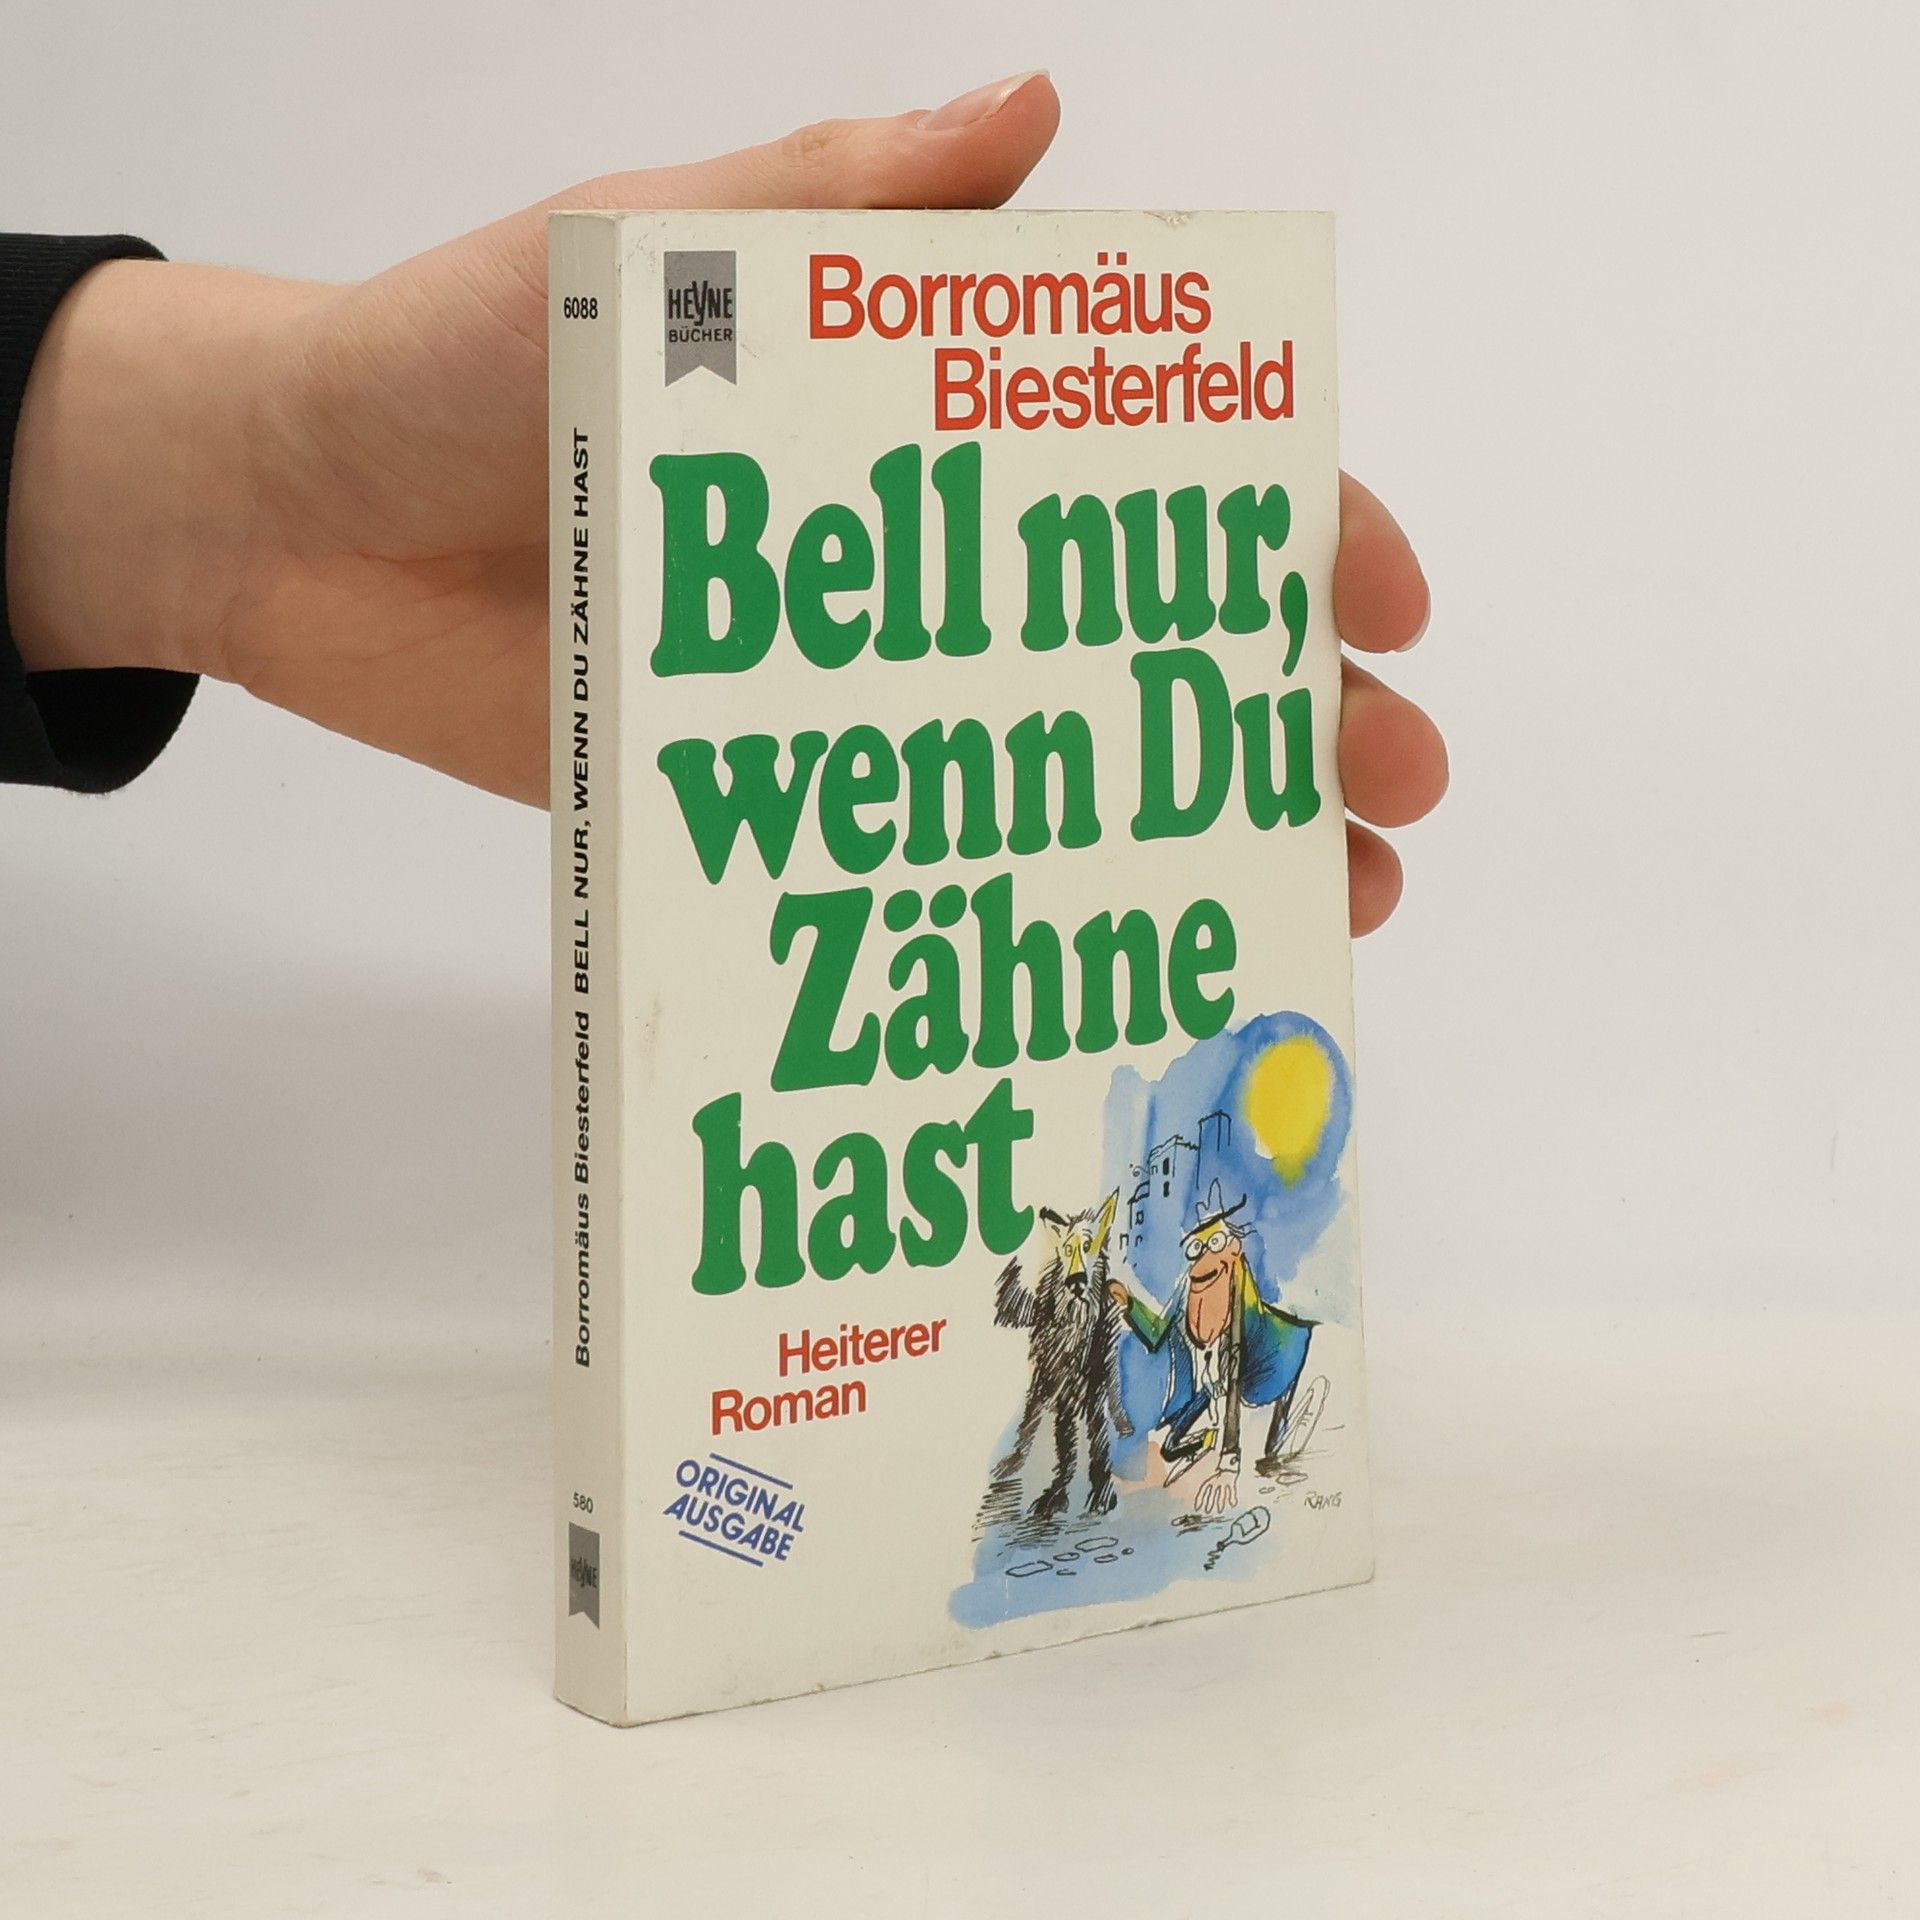 6088
Borromäus Biesterfeld BELL NUR, WENN DU ZÄHNE HAST
580
HEYNE
HEYNE
BÜCHER
Borromäus
Biesterfeld
Bell nur,
wenn Du
Zähne
hast
Heiterer
Roman
ORIGINAL
AUSGABE
RANG